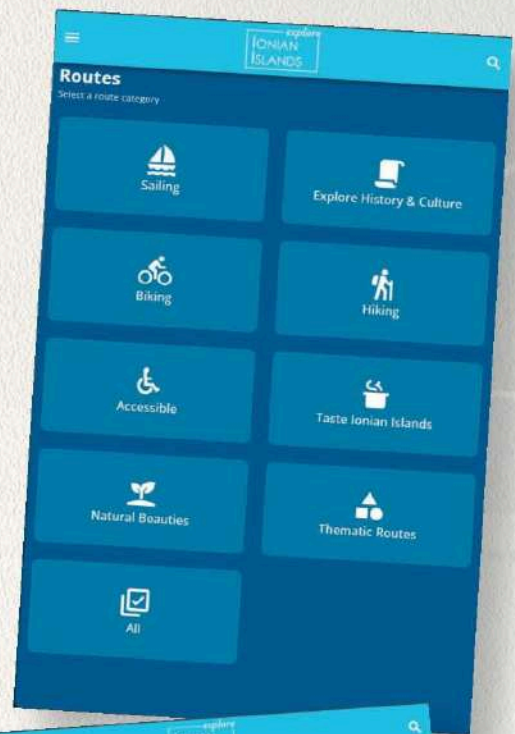 explore
IONIAN
ISLANDS
Routes
Select a route category
Sailing
Explore History & Culture
Biking
Hiking
Accessible
Taste Ionian Islands
Natural Beauties
Thematic Routes
All
explore